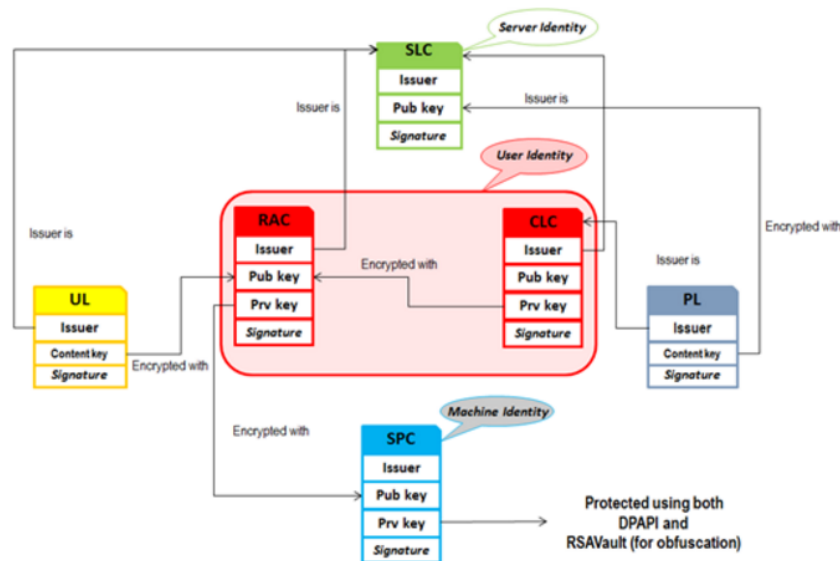 Server Identity
SLC
Issuer
Issuer is
Pub key
Issuer is
Signature
User Identity
RAC
CLC
Issuer
Issuer
Encrypted with
Issuer is
Encrypted with
Issuer is
Pub key
Pub key
UL
Prv key
Prv key
PL
Issuer
Signature
Signature
Issuer
Content key
Encrypted with
Content key
Signature
Signature
Machine Identity
Encrypted with
SPC
Issuer
Pub key
Protected using both
Prv key
DPAPI and
Signature
RSAVault (for obfuscation)